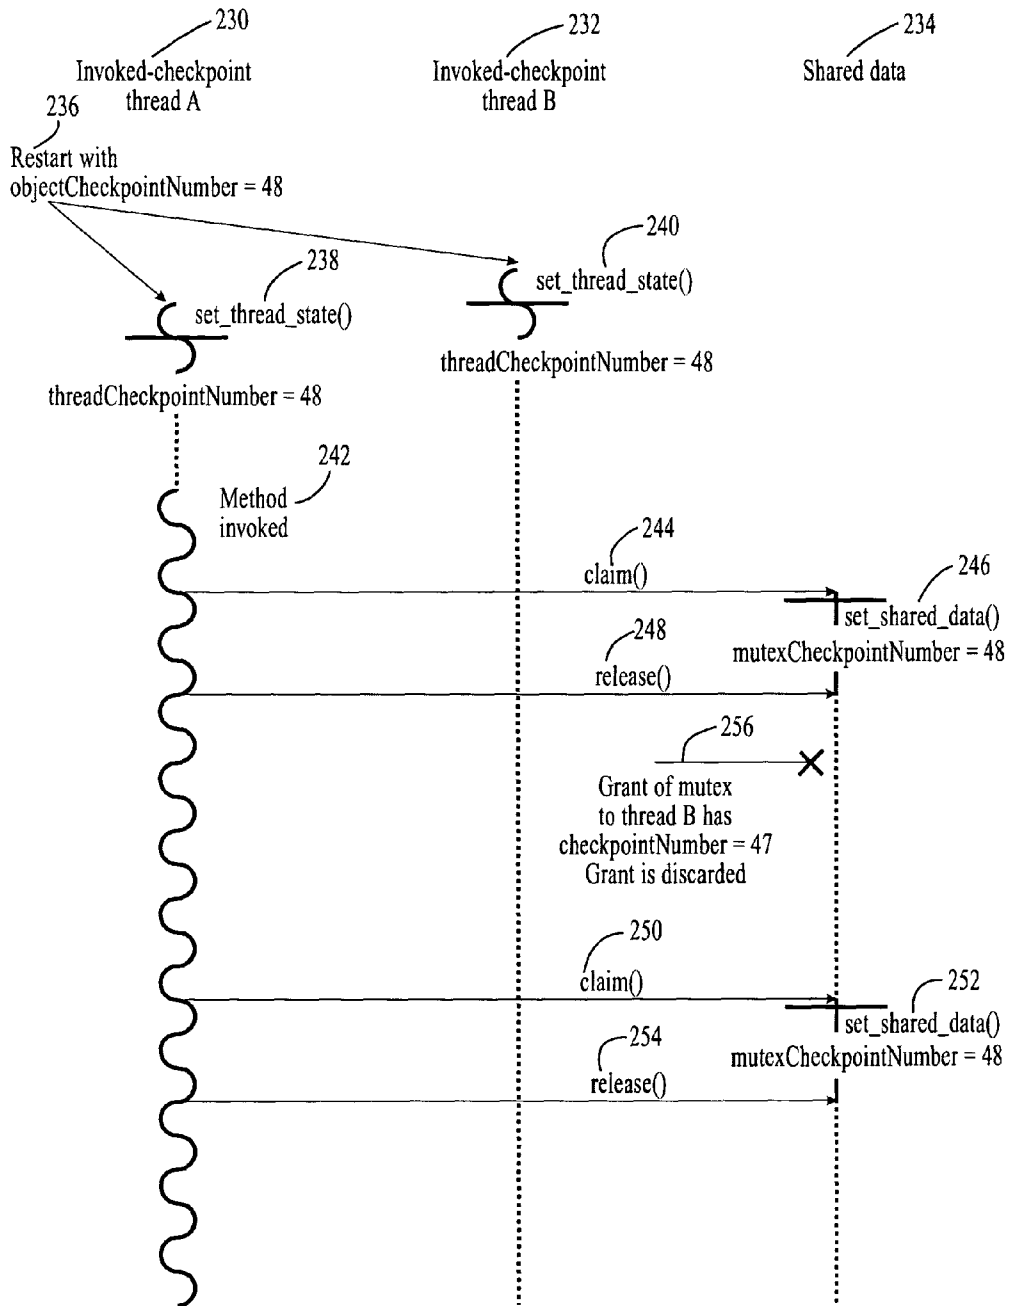 230
232
234
Invoked-checkpoint
thread A
Invoked-checkpoint
thread B
Shared data
236
Restart with
objectCheckpointNumber = 48
240
set_thread_state()
238
set_thread_state()
threadCheckpointNumber = 48
threadCheckpointNumber = 48
242
Method
invoked
244
claim()
246
set_shared_data()
mutexCheckpointNumber = 48
248
release()
256
Grant of mutex
to thread B has
checkpointNumber = 47
Grant is discarded
250
claim()
252
set_shared_data()
mutexCheckpointNumber = 48
254
release()